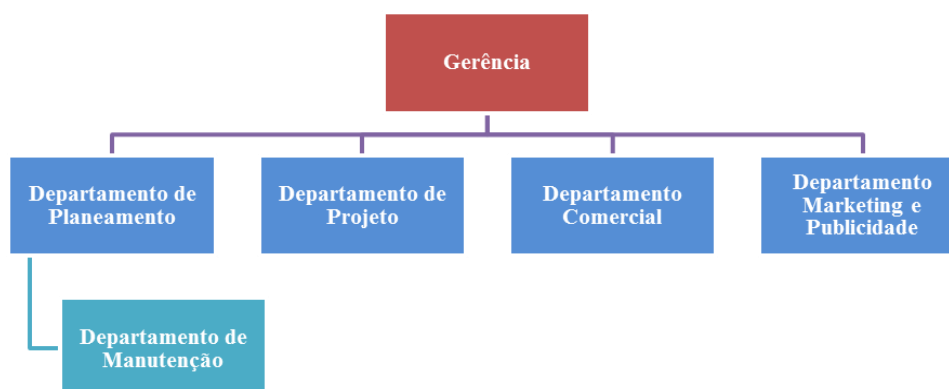 Gerência
Departamento de
Planeamento
Departamento de
Projeto
Departamento
Comercial
Departamento
Marketing e
Publicidade
Departamento de
Manutenção